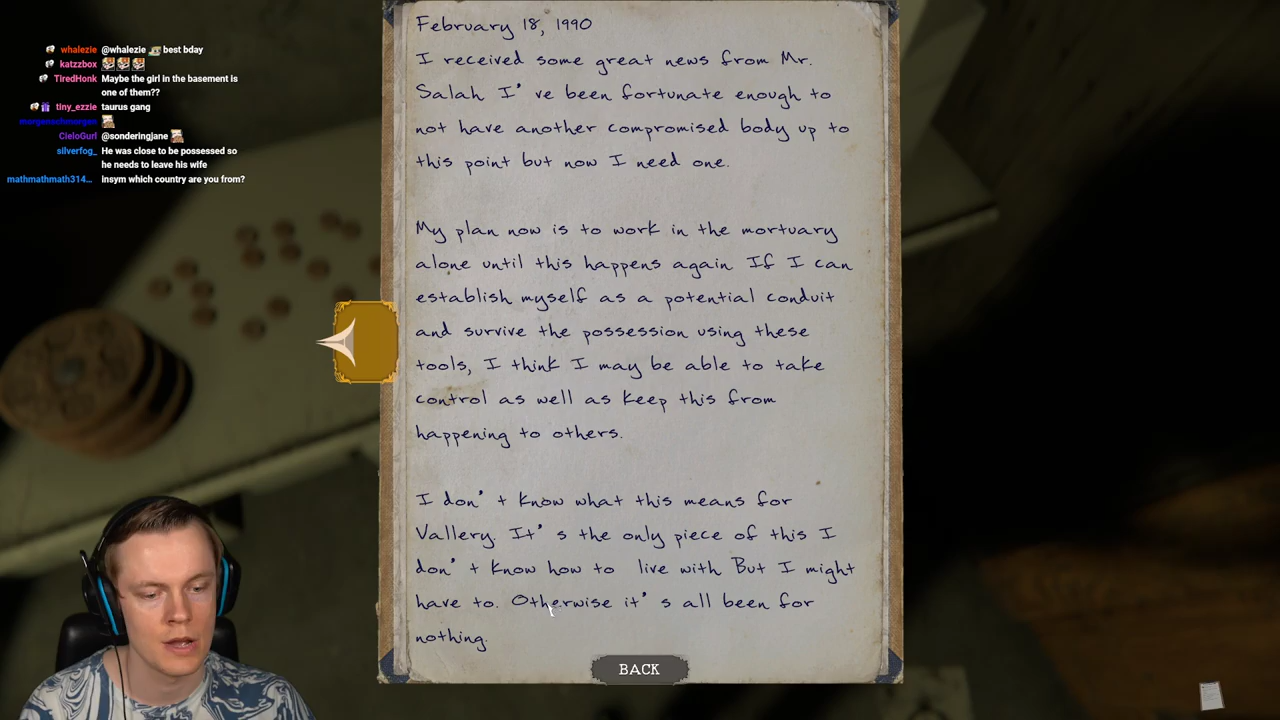 whalezie @whalezie best bday
katzzbox
TiredHonk Maybe the girl in the basement is
one of them??
tiny_ezzie taurus gang
morgenschmorgen
CieloGurl @sonderingjane
silverfog_ He was close to be possessed so
he needs to leave his wife
mathmathmath314... insym which country are you from?
February 18, 1990
I received some great news from Mr.
Salah I' ve been fortunate enough to
not have another compromised body up to
this point but now I need one.
My plan now is to work in the mortuary
alone until this happens again If I can
establish myself as a potential conduit
and survive the possession using these
tools, I think I may be able to take
control as well as keep this from
happening to others.
I don' t know what this means for
Vallery. It' s the only piece of this I
don' t know how to live with But I might
have to. Otherwise it' s all been for
nothing.
BACK